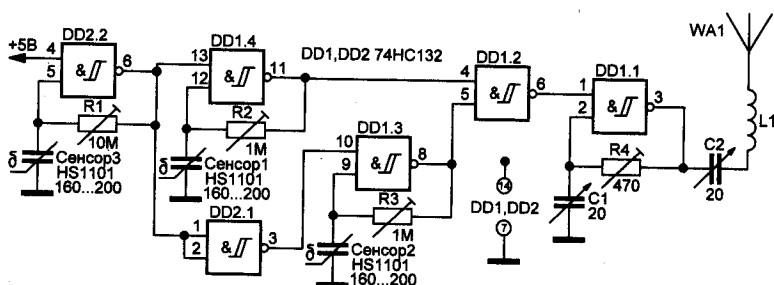 +5В
DD2.2
4
5
6
&
R1
10M
δ
Сенсор3
HS1101
160...200
DD1.4
13
12
11
&
R2
1M
δ
Сенсор1
HS1101
160...200
DD1,DD2 74HC132
DD2.1
1
2
3
&
DD1.3
10
9
8
&
R3
1M
δ
Сенсор2
HS1101
160...200
DD1.2
4
5
6
&
14
DD1,DD2
7
DD1.1
1
2
3
&
R4
470
C1
20
C2
20
L1
WA1